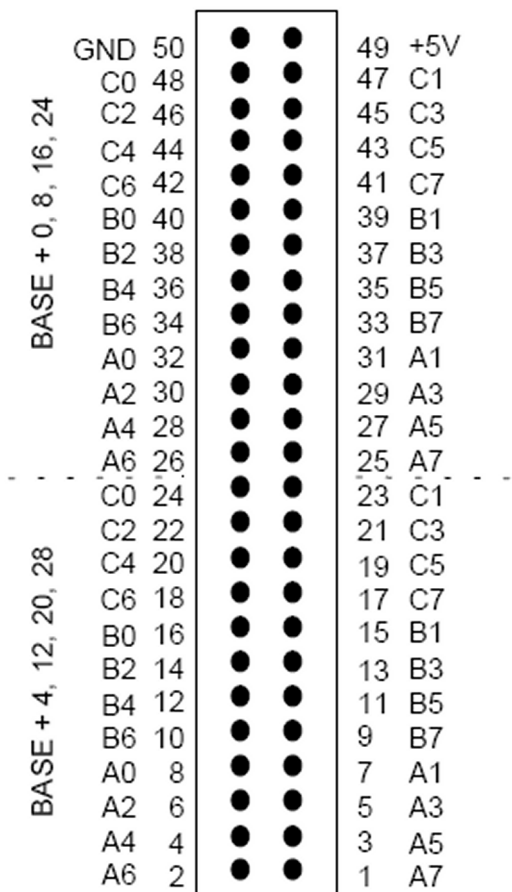 GND 50 49 +5V
C0 48 47 C1
C2 46 45 C3
C4 44 43 C5
C6 42 41 C7
B0 40 39 B1
B2 38 37 B3
B4 36 35 B5
B6 34 33 B7
A0 32 31 A1
A2 30 29 A3
A4 28 27 A5
A6 26 25 A7
BASE + 0, 8, 16, 24
C0 24 23 C1
C2 22 21 C3
C4 20 19 C5
C6 18 17 C7
B0 16 15 B1
B2 14 13 B3
B4 12 11 B5
B6 10 9 B7
A0 8 7 A1
A2 6 5 A3
A4 4 3 A5
A6 2 1 A7
BASE + 4, 12, 20, 28